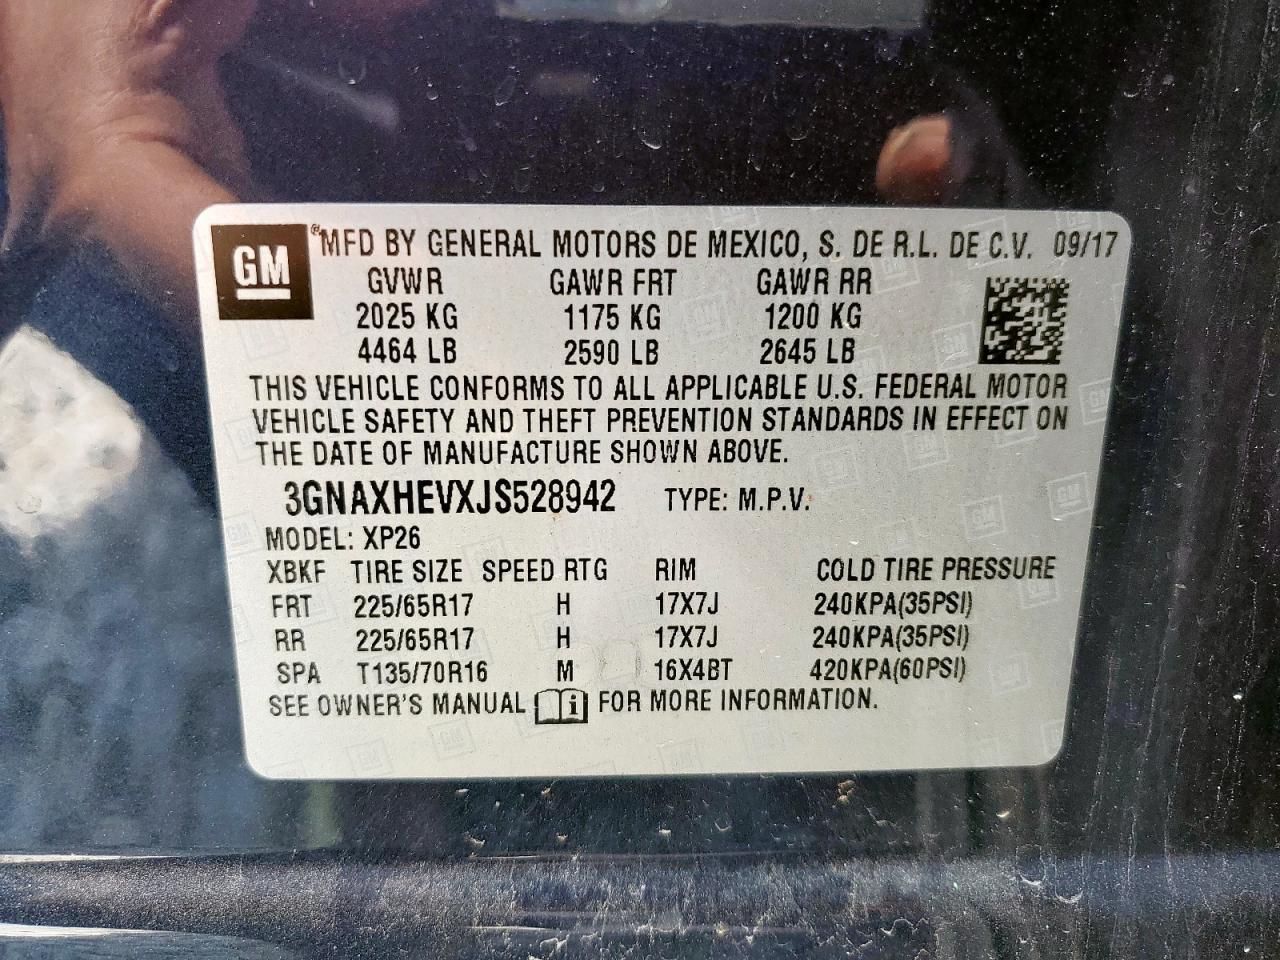 GM ®MFD BY GENERAL MOTORS DE MEXICO, S. DE R.L. DE C.V. 09/17
GVWR GAWR FRT GAWR RR
2025 KG 1175 KG 1200 KG
4464 LB 2590 LB 2645 LB
THIS VEHICLE CONFORMS TO ALL APPLICABLE U.S. FEDERAL MOTOR
VEHICLE SAFETY AND THEFT PREVENTION STANDARDS IN EFFECT ON
THE DATE OF MANUFACTURE SHOWN ABOVE.
3GNAXHEVXJS528942 TYPE: M.P.V.
MODEL: XP26
XBKF TIRE SIZE SPEED RTG RIM COLD TIRE PRESSURE
FRT 225/65R17 H 17X7J 240KPA(35PSI)
RR 225/65R17 H 17X7J 240KPA(35PSI)
SPA T135/70R16 M 16X4BT 420KPA(60PSI)
SEE OWNER'S MANUAL i FOR MORE INFORMATION.